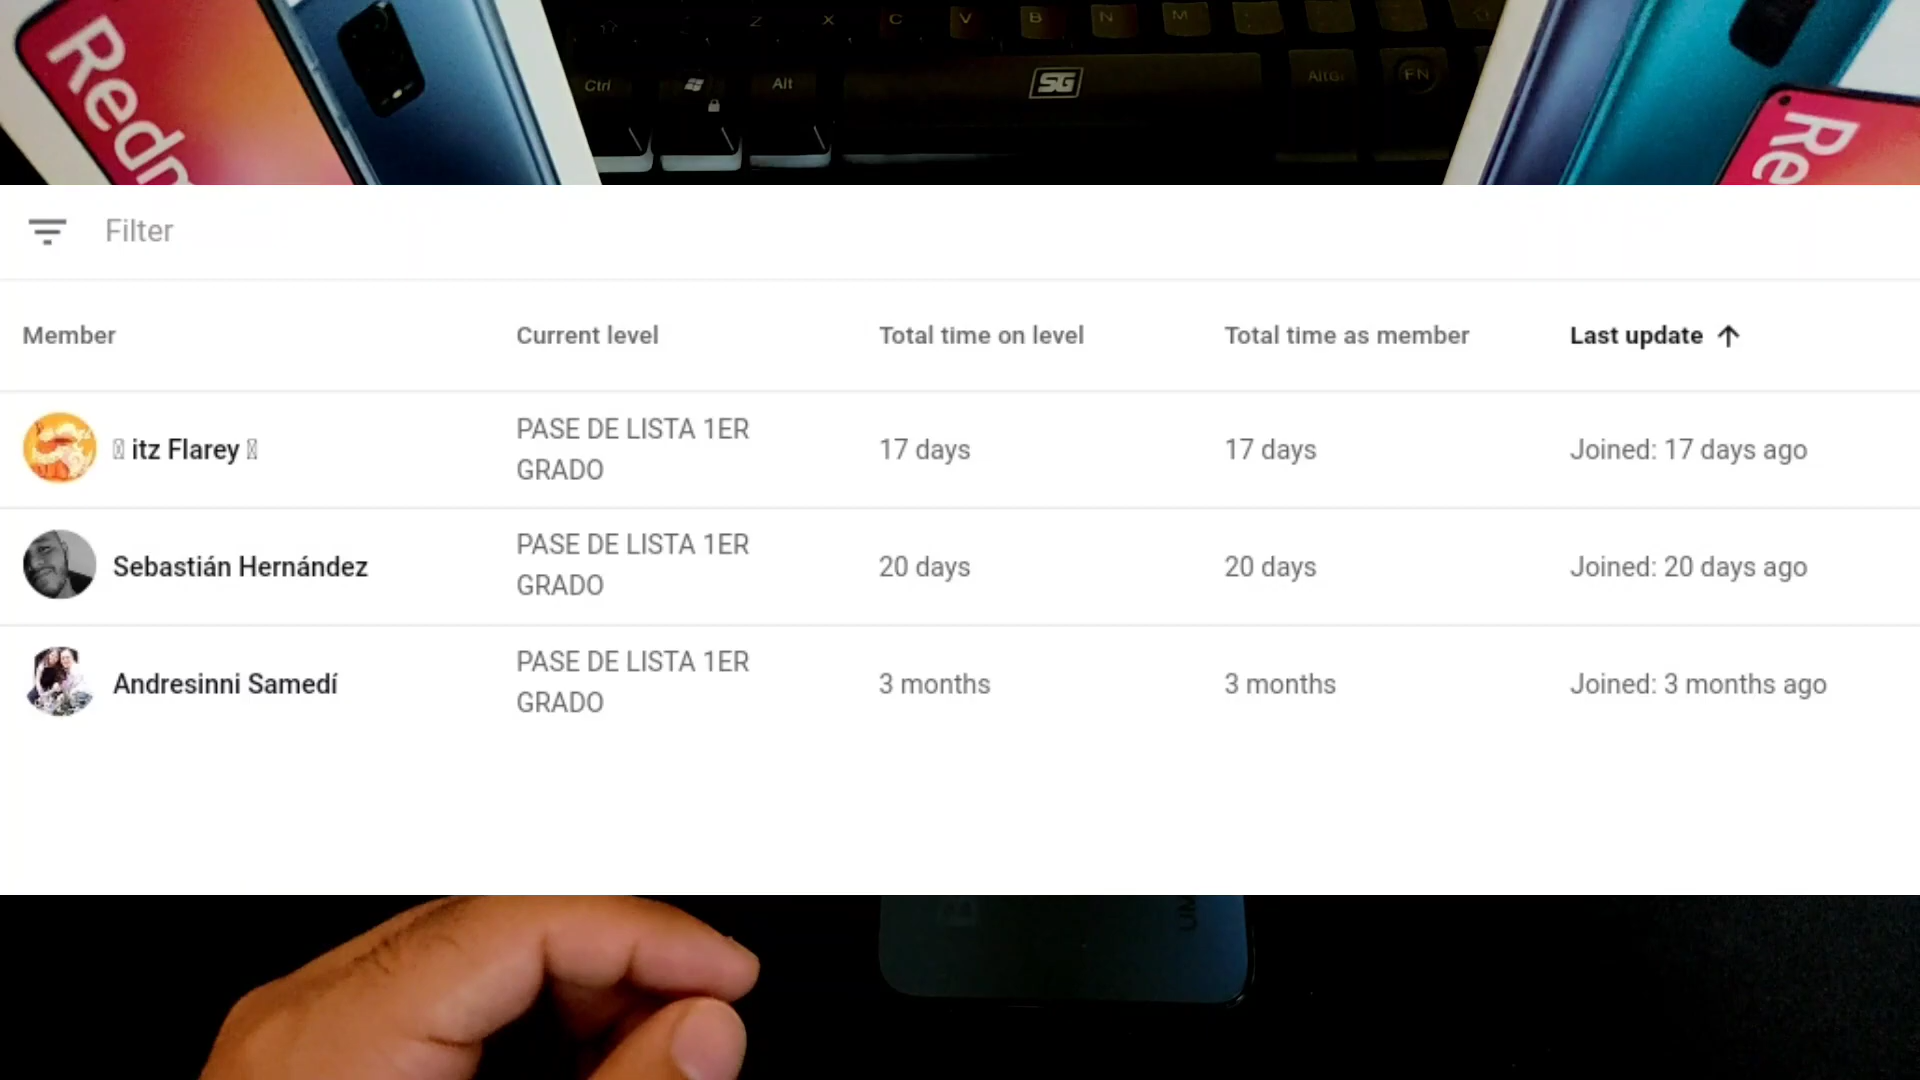 Z X C V B N M
Redm
Ctrl Alt SG AltGr FN
Re
Filter
Member Current level Total time on level Total time as member Last update
itz Flarey PASE DE LISTA 1ER GRADO 17 days 17 days Joined: 17 days ago
Sebastián Hernández PASE DE LISTA 1ER GRADO 20 days 20 days Joined: 20 days ago
Andresinni Samedí PASE DE LISTA 1ER GRADO 3 months 3 months Joined: 3 months ago